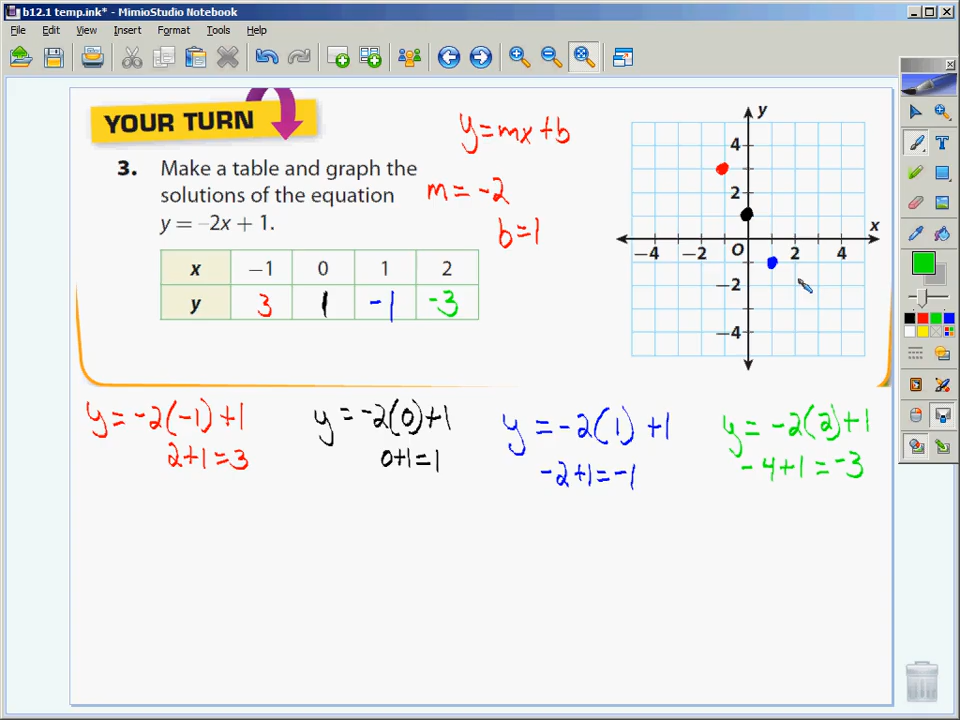 b12.1 temp.ink* - MimioStudio Notebook
File Edit View Insert Format Tools Help
YOUR TURN
3. Make a table and graph the
solutions of the equation
y = -2x + 1.
y=mx+b
m = -2
b=1
x -1 0 1 2
y 3 1 -1 -3
y
4
2
x
-4 -2 O 2 4
-2
-4
T
y = -2(-1)+1
2+1=3
y = -2(0)+1
0+1=1
y = -2(1)+1
-2+1=-1
y = -2(2)+1
-4+1=-3